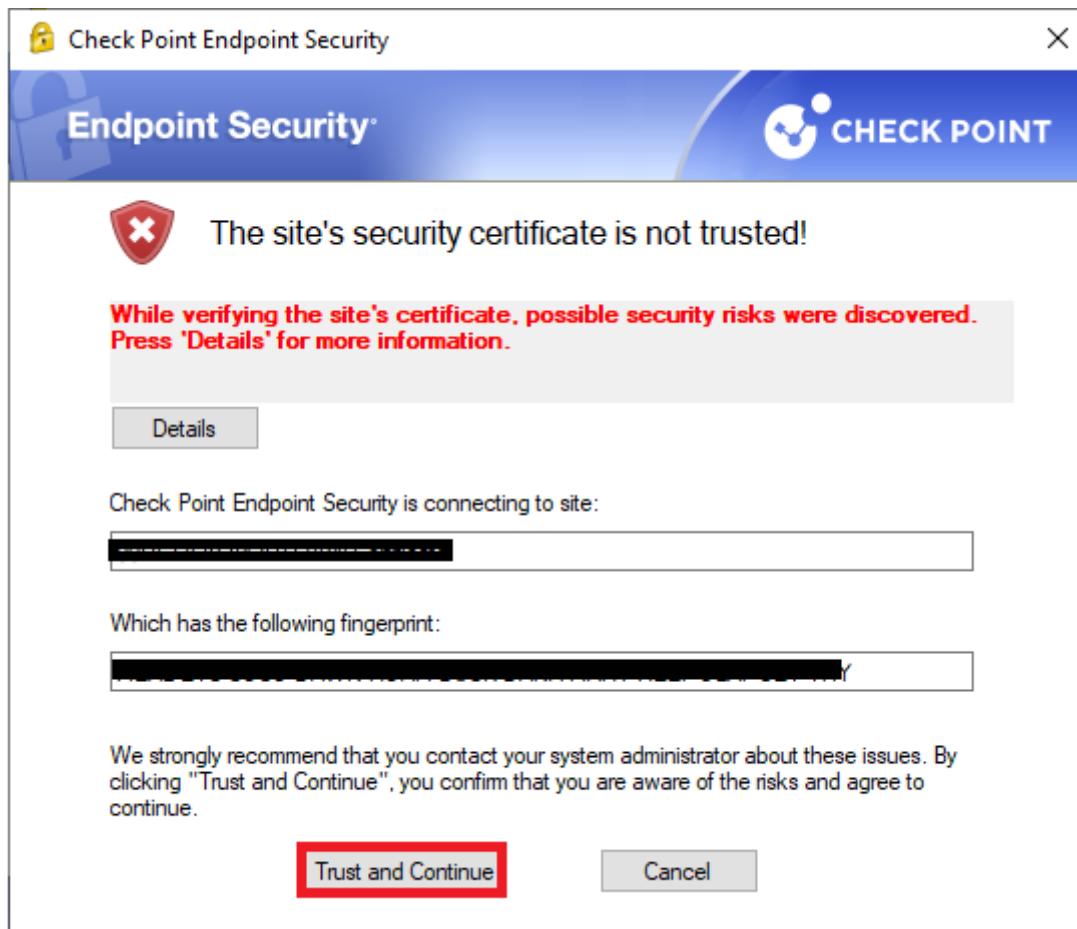 Check Point Endpoint Security
Endpoint Security
CHECK POINT
The site's security certificate is not trusted!
While verifying the site's certificate, possible security risks were discovered.
Press 'Details' for more information.
Details
Check Point Endpoint Security is connecting to site:
Which has the following fingerprint:
We strongly recommend that you contact your system administrator about these issues. By
clicking "Trust and Continue", you confirm that you are aware of the risks and agree to
continue.
Trust and Continue
Cancel